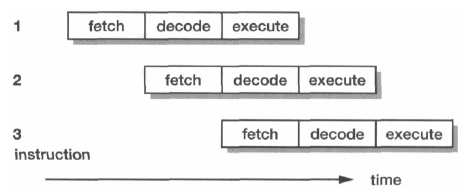 1 fetch decode execute
2 fetch decode execute
3 fetch decode execute
instruction
time